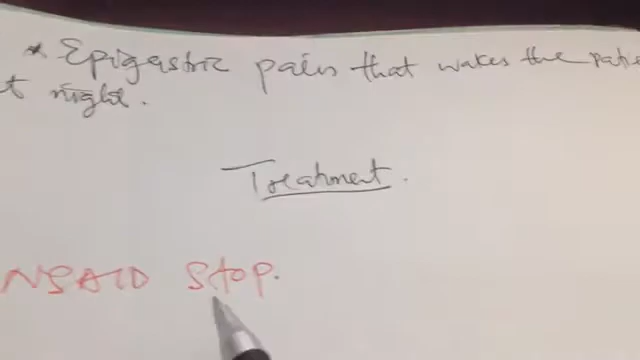 * Epigastric pain that wakes the
night.
Treatment.
NSAID Stop.